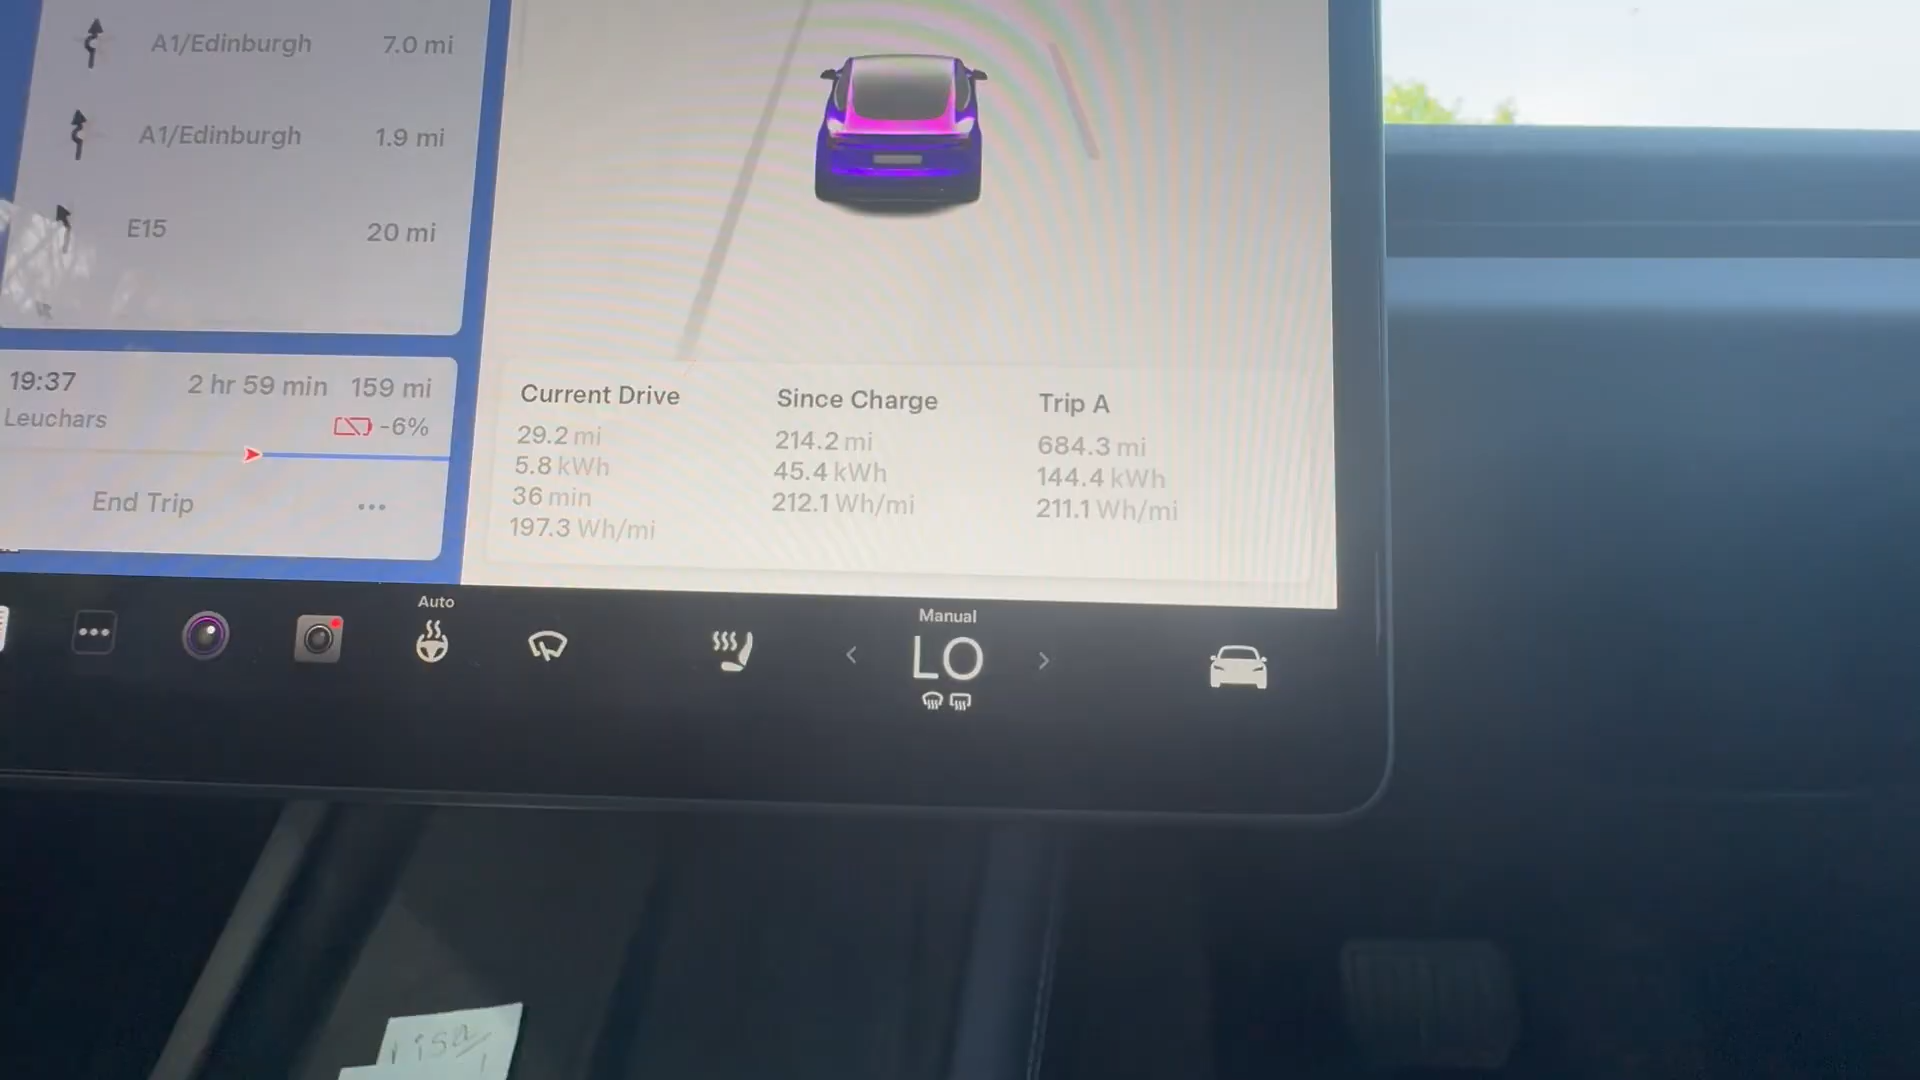 A1/Edinburgh 7.0 mi
A1/Edinburgh 1.9 mi
E15 20 mi
19:37 2 hr 59 min 159 mi
Leuchars -6%
End Trip ...
Current Drive
29.2 mi
5.8 kWh
36 min
197.3 Wh/mi
Since Charge
214.2 mi
45.4 kWh
212.1 Wh/mi
Trip A
684.3 mi
144.4 kWh
211.1 Wh/mi
Auto
Manual
LO